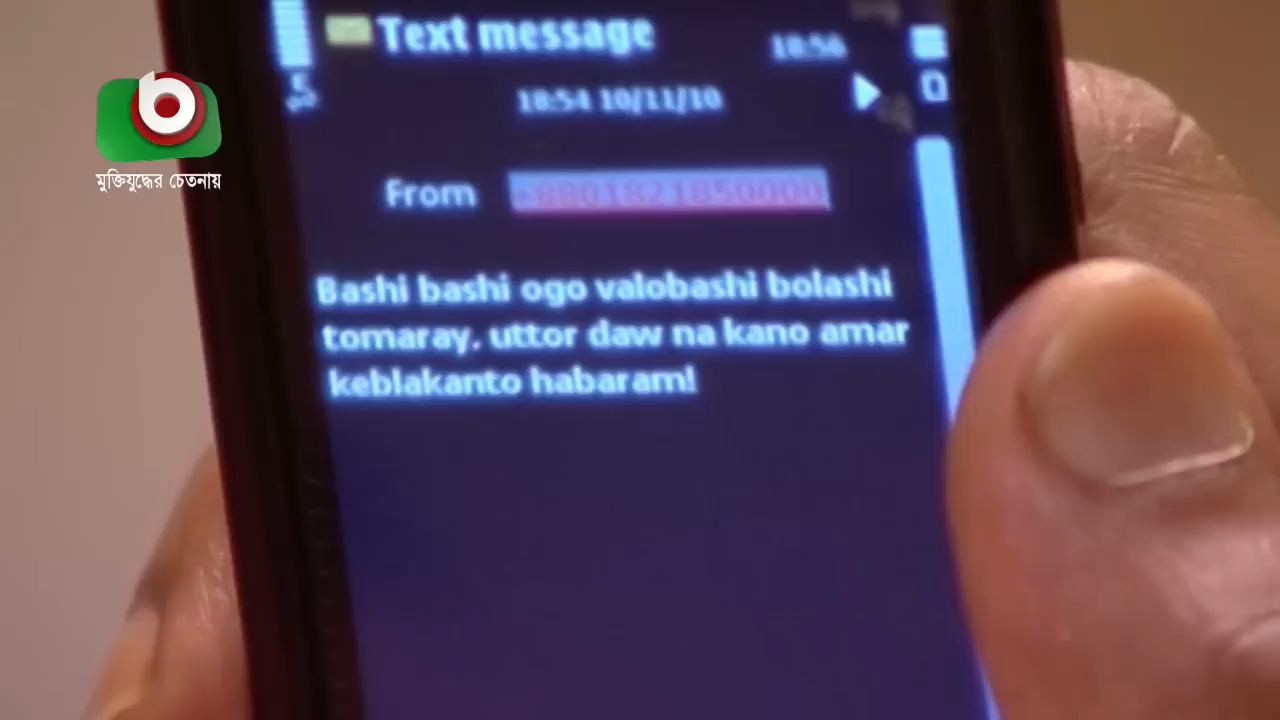 Text message
18:56
18:54 10/11/10
From +8801821850000
Bashi bashi ogo valobashi bolashi
tomaray. uttor daw na kano amar
keblakanto habaram!
মুক্তিযুদ্ধের চেতনায়